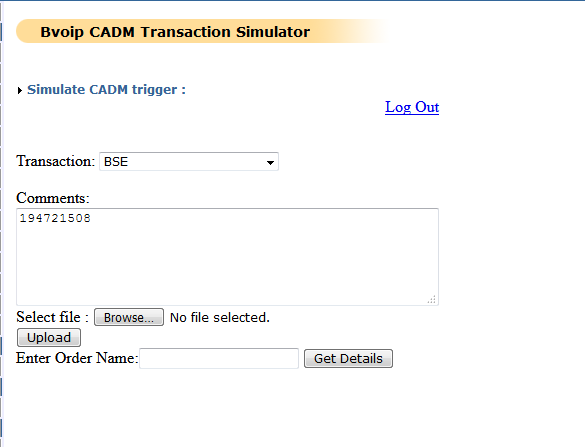 Bvoip CADM Transaction Simulator
Simulate CADM trigger :
Log Out
Transaction: BSE
Comments:
194721508
Select file : Browse... No file selected.
Upload
Enter Order Name: Get Details